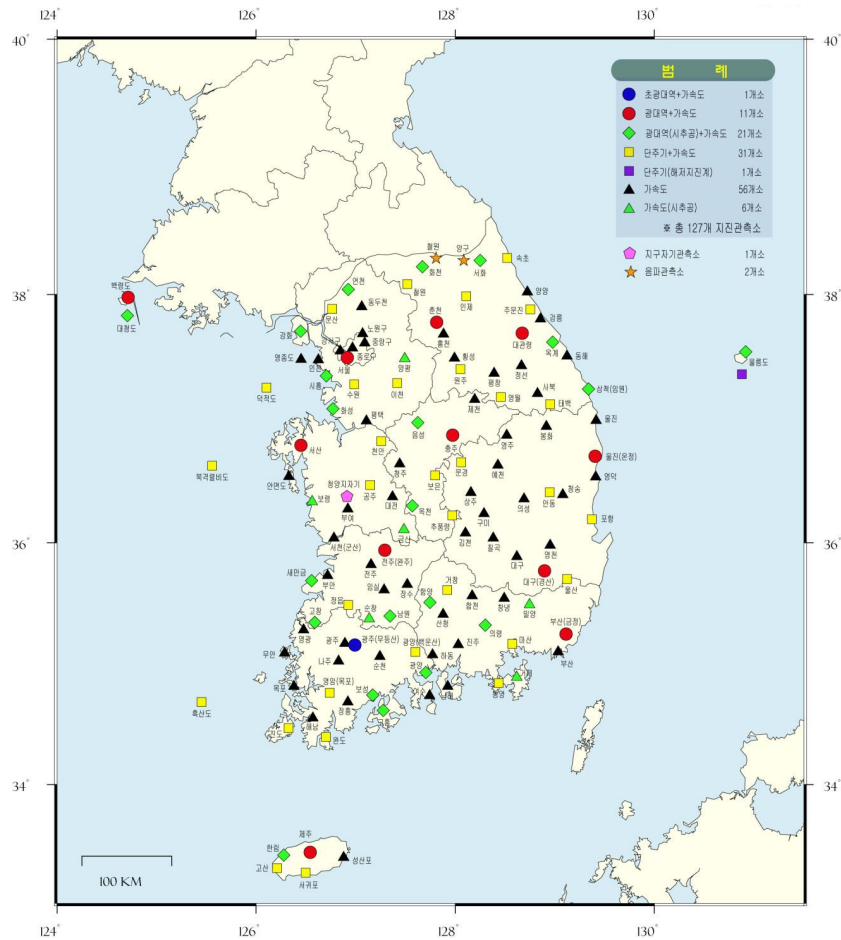 124° 126° 128° 130°
40° 40°
범 례
초광대역+가속도 1개소
광대역+가속도 11개소
광대역(시추공)+가속도 21개소
단주기+가속도 31개소
단주기(해저지진계) 1개소
가속도 56개소
가속도(시추공) 6개소
※ 총 127개 지진관측소
지구자기관측소 1개소
음파관측소 2개소
철원 양구
화천 서화 속초
백령도 연천 철원 인제 양양
38° 38°
대청도 문산 동두천 춘천 주문진 강릉
강화 노원구 홍천 대관령
강서구 중앙구 옥계 동해 울릉도
영종도 인천 서울 종로구 양평 횡성 정선
시흥 수원 이천 원주 평창 삼척(임원)
덕적도 사북
화성 제천 영월 태백
평택 음성 울진
서산 천안 충주 영주 봉화
울진(온정)
북격렬비도 안면도 청주 보은 문경 예천 영덕
청양지자기 공주
보령 부여 대전 옥천 상주 의성 안동 청송
추풍령 구미 포항
36° 36°
서천(군산) 금산 김천 칠곡
전주(완주) 대구 영천
새만금 부안 전주 대구(경산)
임실 장수 거창 울산
정읍 순창 함양 합천 창녕 밀양
고창 남원 산청 의령 부산(금정)
영광 광주 광주(무등산) 광양(백운산) 진주 마산
무안 나주 순천 하동 부산
광양
목포 영암(목포) 보성 통영
흑산도 장흥
해남 고흥
완도
34° 34°
제주
한림 성산포
고산 서귀포
100 KM
124° 126° 128° 130°